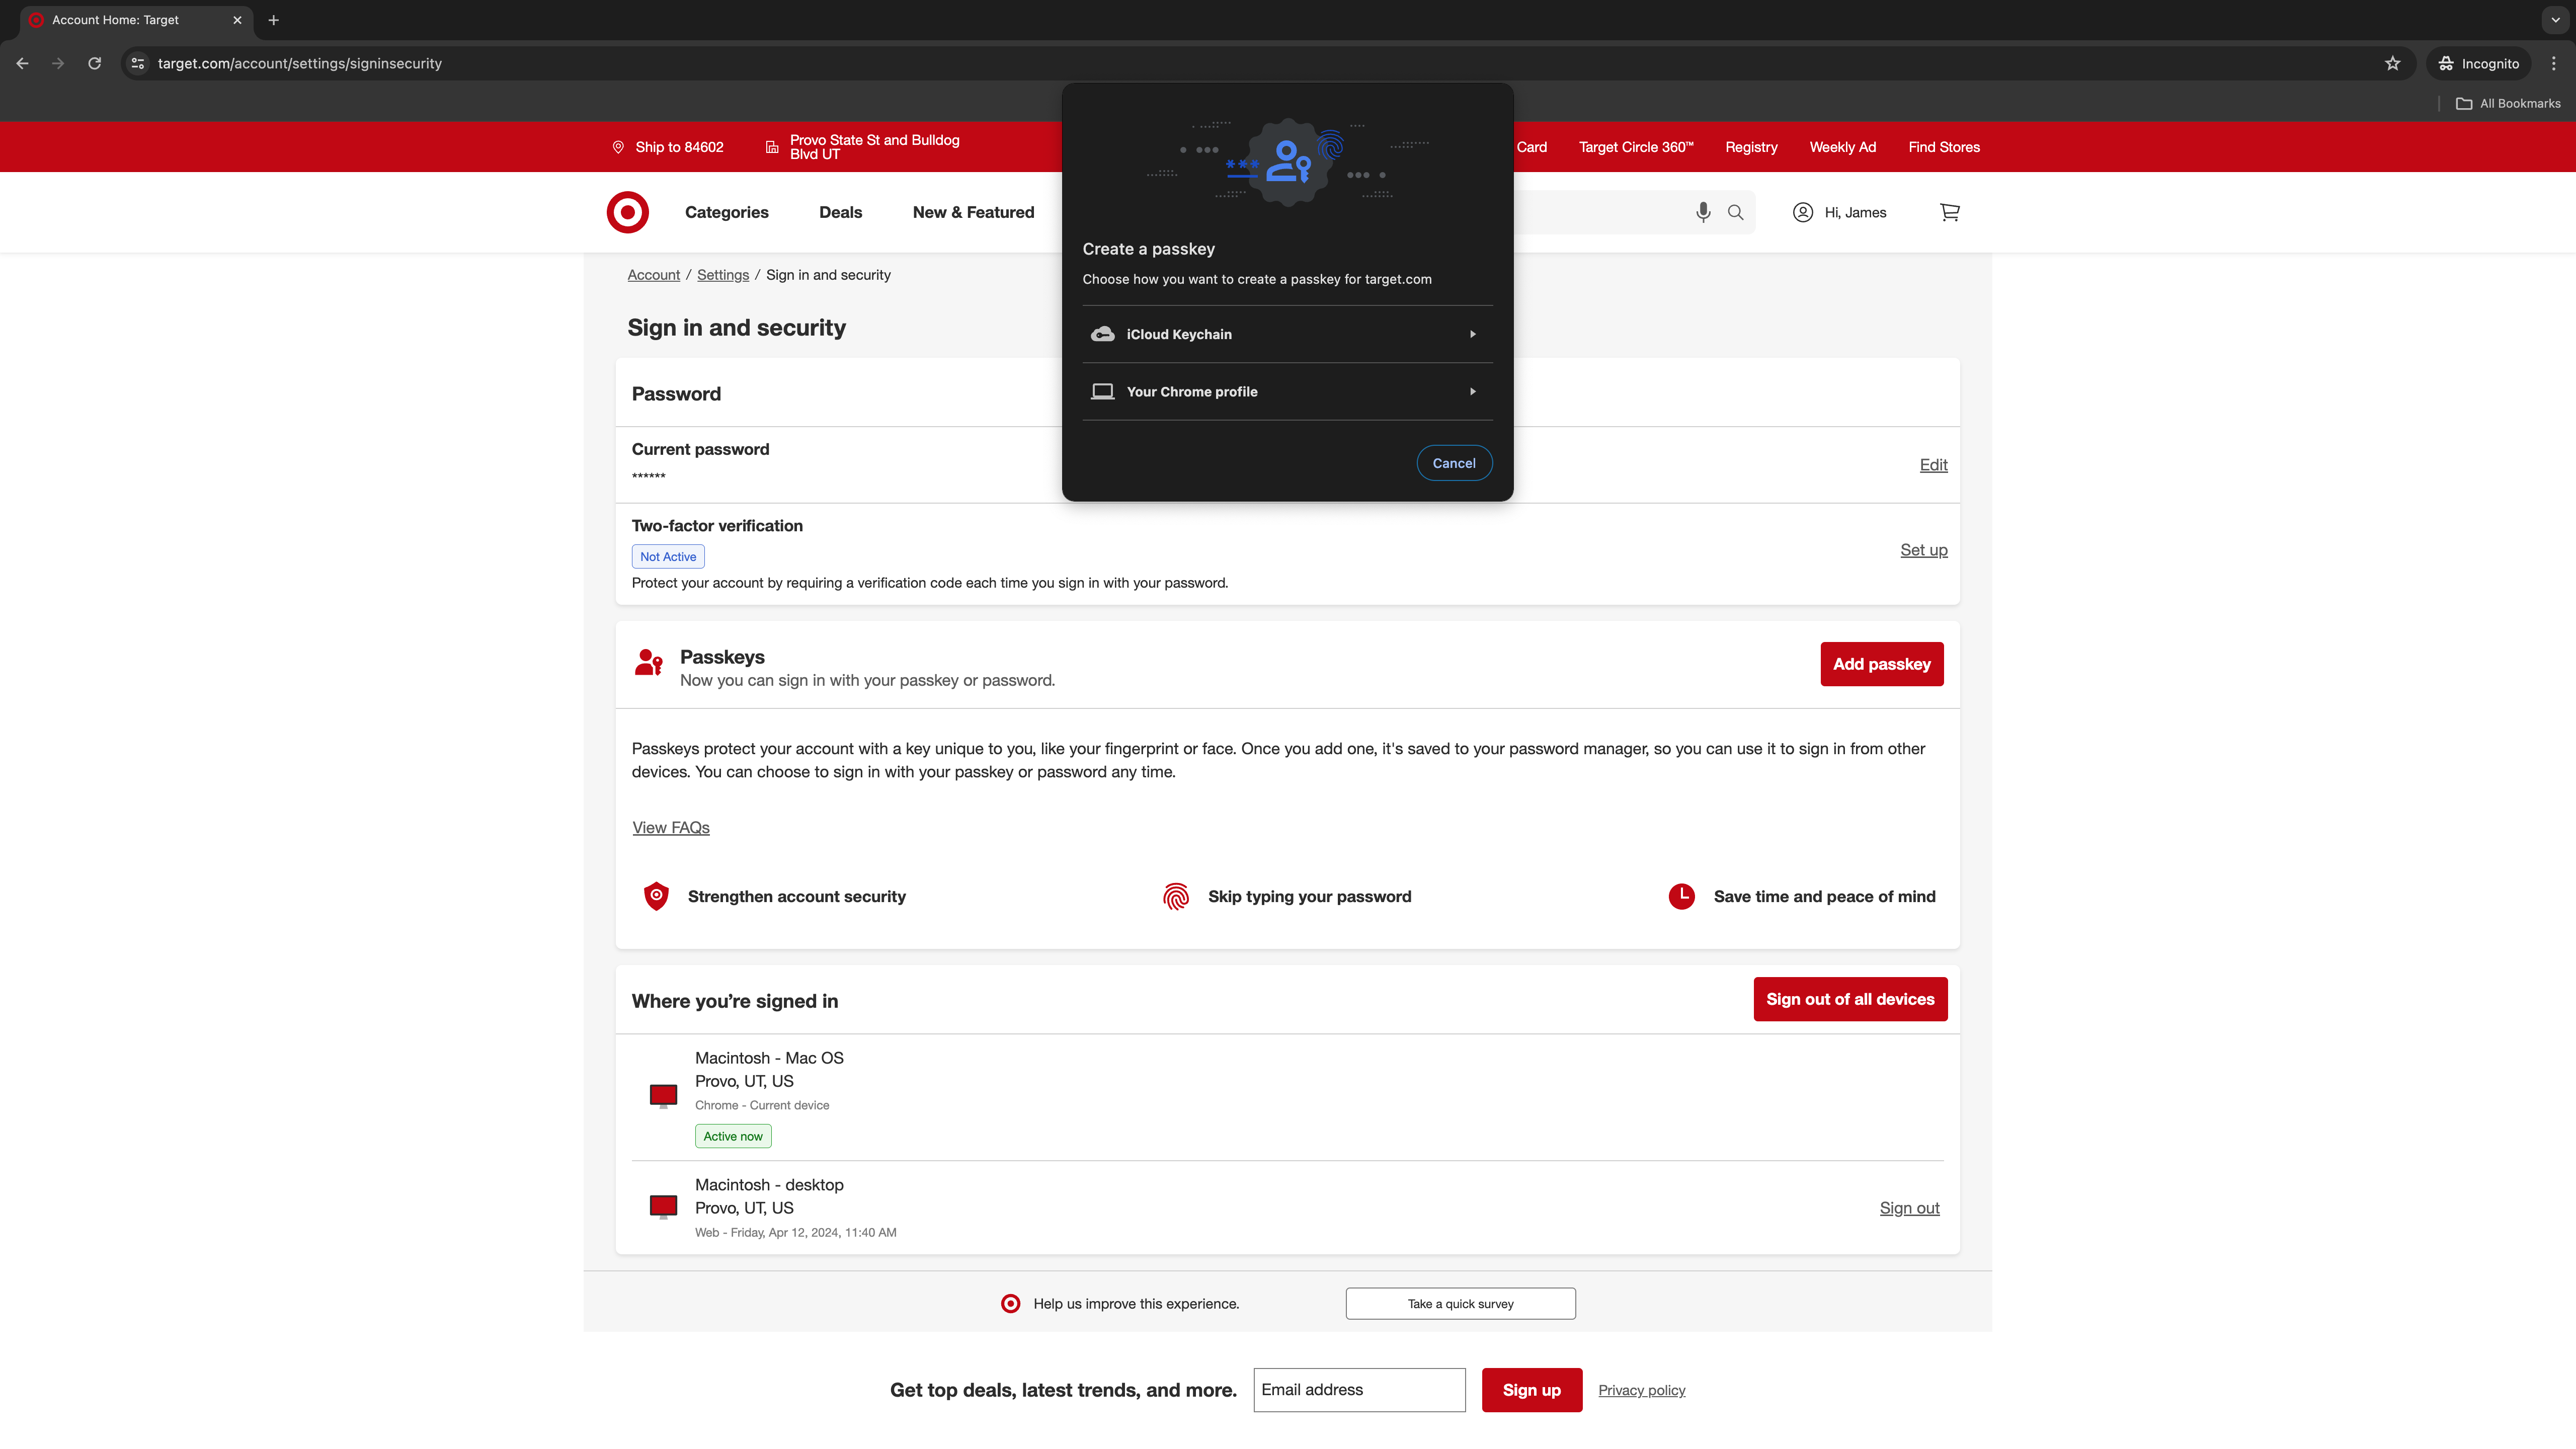 Account Home: Target
target.com/account/settings/signinsecurity
Incognito
All Bookmarks
Ship to 84602
Provo State St and Bulldog
Blvd UT
Card
Target Circle 360™
Registry
Weekly Ad
Find Stores
Categories
Deals
New & Featured
Hi, James
***
Create a passkey
Choose how you want to create a passkey for target.com
iCloud Keychain
Your Chrome profile
Cancel
Account / Settings / Sign in and security
Sign in and security
Password
Current password
******
Edit
Two-factor verification
Not Active
Set up
Protect your account by requiring a verification code each time you sign in with your password.
Passkeys
Now you can sign in with your passkey or password.
Add passkey
Passkeys protect your account with a key unique to you, like your fingerprint or face. Once you add one, it's saved to your password manager, so you can use it to sign in from other
devices. You can choose to sign in with your passkey or password any time.
View FAQs
Strengthen account security
Skip typing your password
Save time and peace of mind
Where you’re signed in
Sign out of all devices
Macintosh - Mac OS
Provo, UT, US
Chrome - Current device
Active now
Macintosh - desktop
Provo, UT, US
Web - Friday, Apr 12, 2024, 11:40 AM
Sign out
Help us improve this experience.
Take a quick survey
Get top deals, latest trends, and more.
Email address
Sign up
Privacy policy